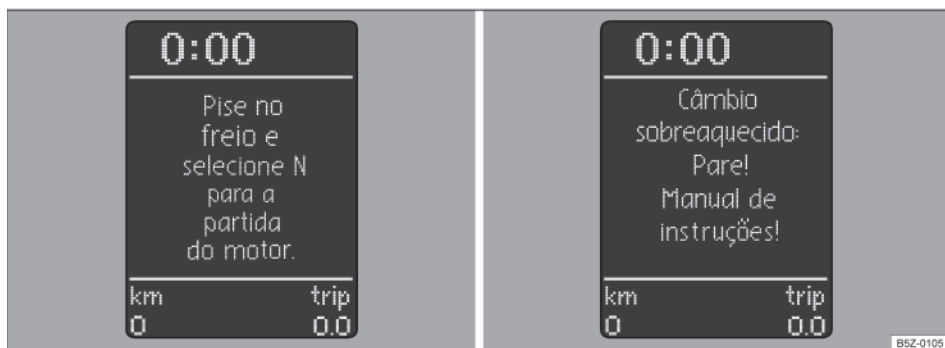 0:00
Pise no
freio e
selecione N
para a
partida
do motor.
km trip
0 0.0
0:00
Câmbio
sobreaquecido:
Pare!
Manual de
instruções!
km trip
0 0.0
B5Z-0105